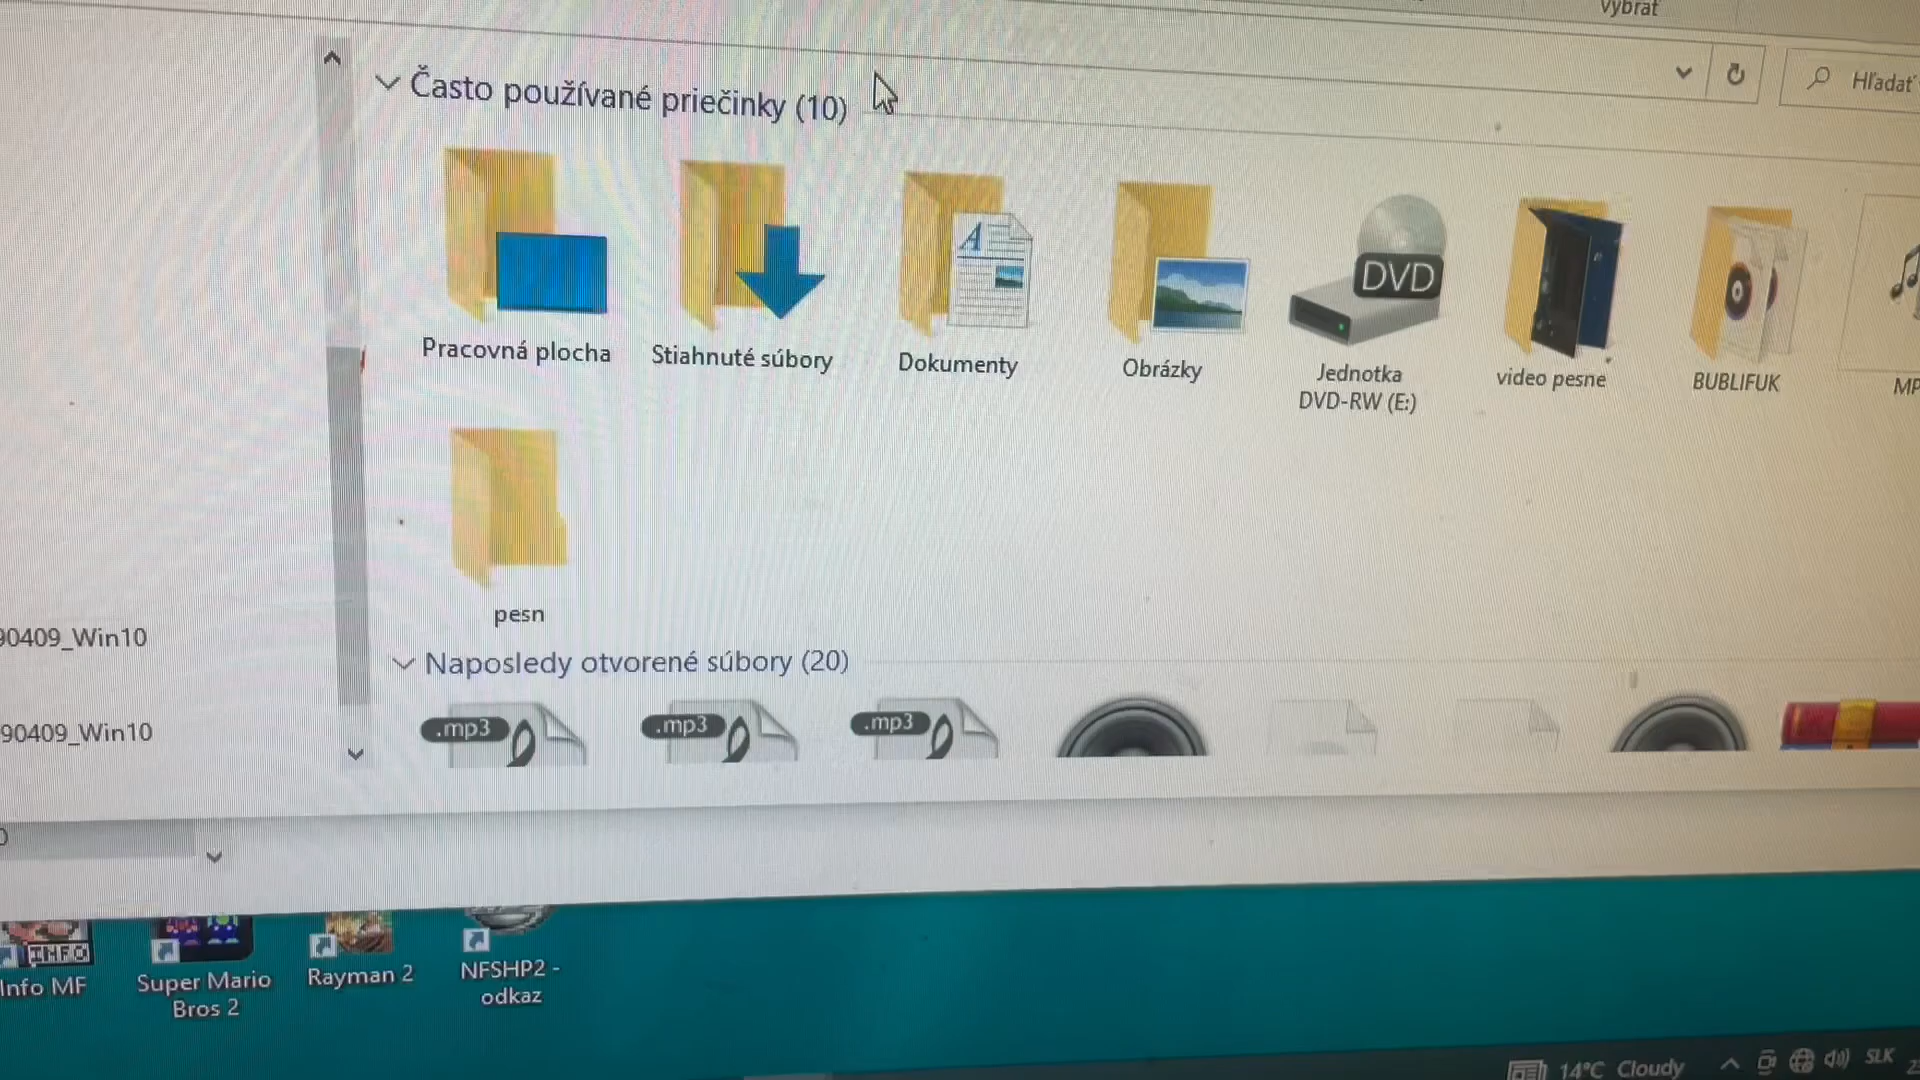 Vybrať
Často používané priečinky (10)
Hľadať
Pracovná plocha
Stiahnuté súbory
Dokumenty
Obrázky
Jednotka
DVD-RW (E:)
DVD
video pesne
BUBLIFUK
MP
pesn
90409_Win10
Naposledy otvorené súbory (20)
.mp3
.mp3
.mp3
90409_Win10
INFO
Info MF
Super Mario
Bros 2
Rayman 2
NFSHP2 -
odkaz
14°C Cloudy
SLK